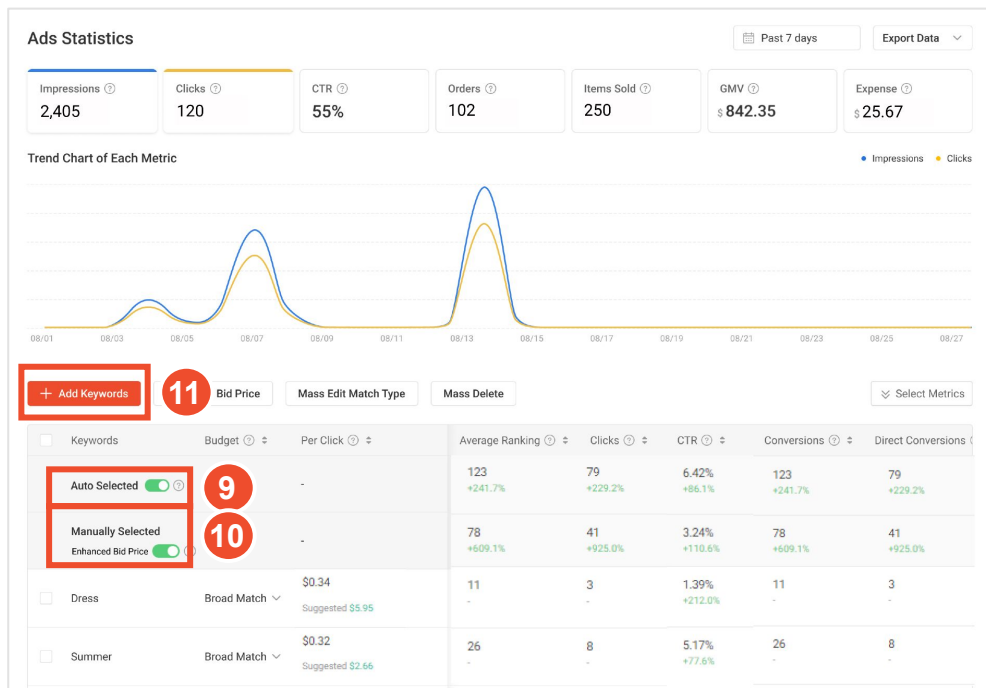 Ads Statistics
Past 7 days
Export Data
Impressions ?
Clicks ?
CTR ?
Orders ?
Items Sold ?
GMV ?
Expense ?
2,405
120
55%
102
250
$ 842.35
$ 25.67
Trend Chart of Each Metric
Impressions
Clicks
08/01 08/03 08/05 08/07 08/09 08/11 08/13 08/15 08/17 08/19 08/21 08/23 08/25 08/27
+ Add Keywords
11
Bid Price
Mass Edit Match Type
Mass Delete
Select Metrics
Keywords Budget ? Per Click ? Average Ranking ? Clicks ? CTR ? Conversions ? Direct Conversions
Auto Selected ?
9
-
123 79 6.42% 123 79
+241.7% +229.2% +86.1% +241.7% +229.2%
Manually Selected
Enhanced Bid Price
10
-
78 41 3.24% 78 41
+609.1% +925.0% +110.6% +609.1% +925.0%
Dress Broad Match
$0.34
Suggested $5.95
11 3 1.39% 11 3
- - +212.0% - -
Summer Broad Match
$0.32
Suggested $2.66
26 8 5.17% 26 8
- - +77.6% - -